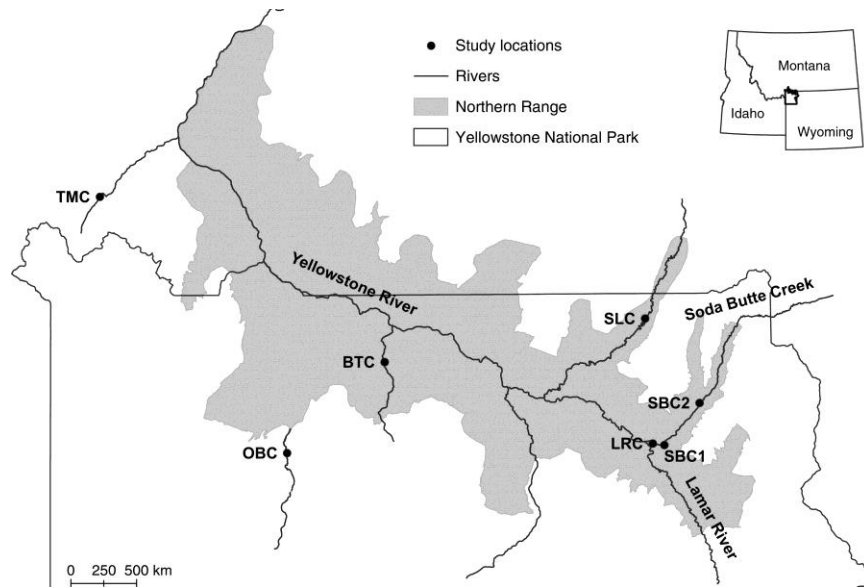 Study locations
Rivers
Northern Range
Yellowstone National Park
Montana
Idaho
Wyoming
TMC
Yellowstone River
Soda Butte Creek
SLC
BTC
SBC2
LRC
SBC1
OBC
Lamar River
0 250 500 km